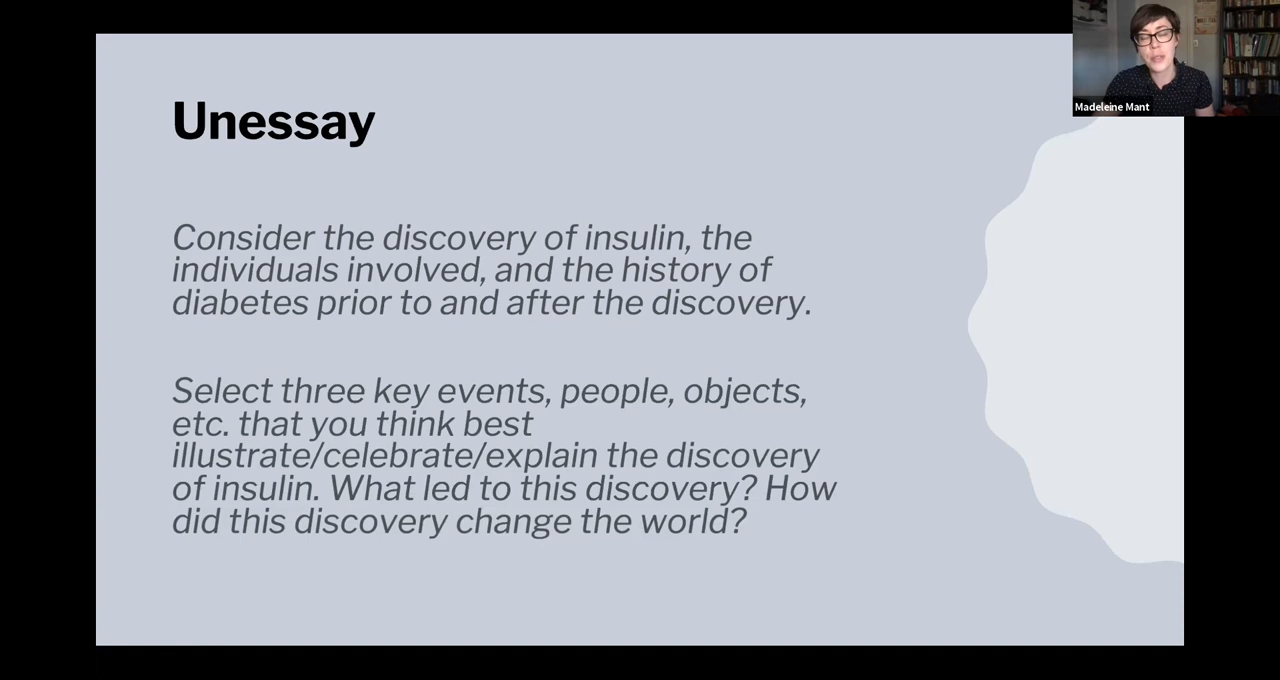 Unessay
Madeleine Mant
Consider the discovery of insulin, the
individuals involved, and the history of
diabetes prior to and after the discovery.
Select three key events, people, objects,
etc. that you think best
illustrate/celebrate/explain the discovery
of insulin. What led to this discovery? How
did this discovery change the world?